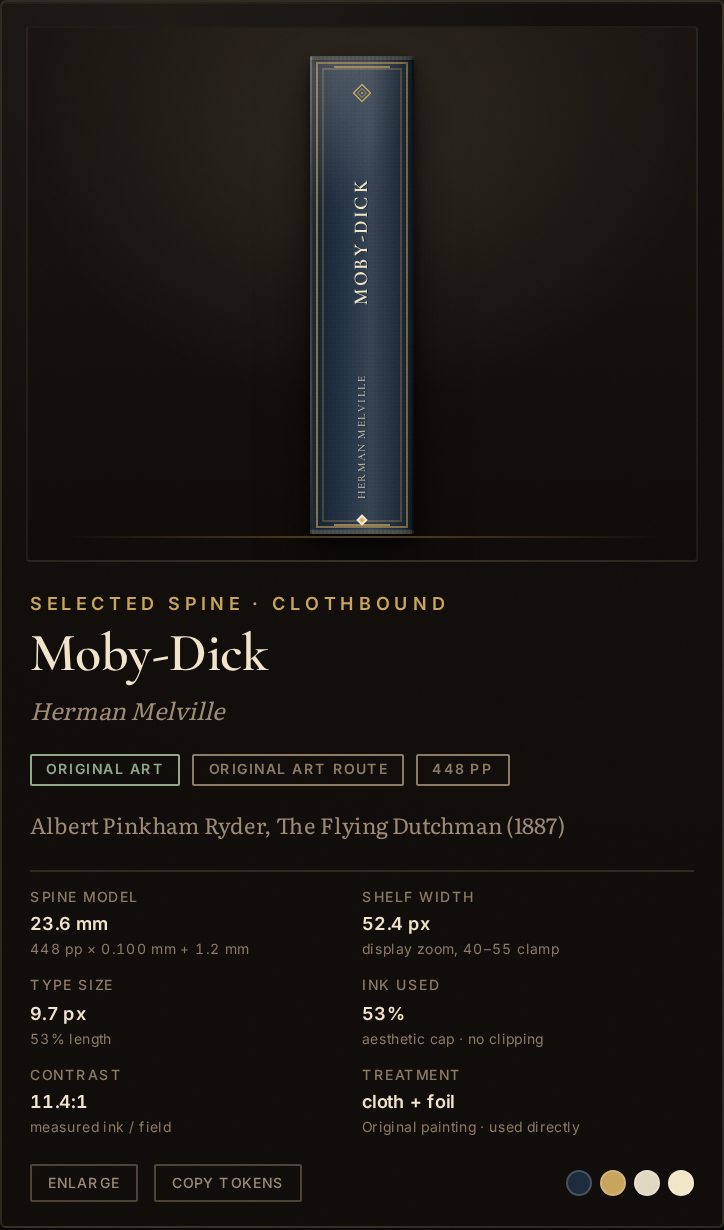 MOBY-DICK
HERMAN MELVILLE
SELECTED SPINE · CLOTHBOUND
Moby-Dick
Herman Melville
ORIGINAL ART
ORIGINAL ART ROUTE
448 PP
Albert Pinkham Ryder, The Flying Dutchman (1887)
SPINE MODEL
23.6 mm
448 pp × 0.100 mm + 1.2 mm
SHELF WIDTH
52.4 px
display zoom, 40–55 clamp
TYPE SIZE
9.7 px
53% length
INK USED
53%
aesthetic cap · no clipping
CONTRAST
11.4:1
measured ink / field
TREATMENT
cloth + foil
Original painting · used directly
ENLARGE
COPY TOKENS